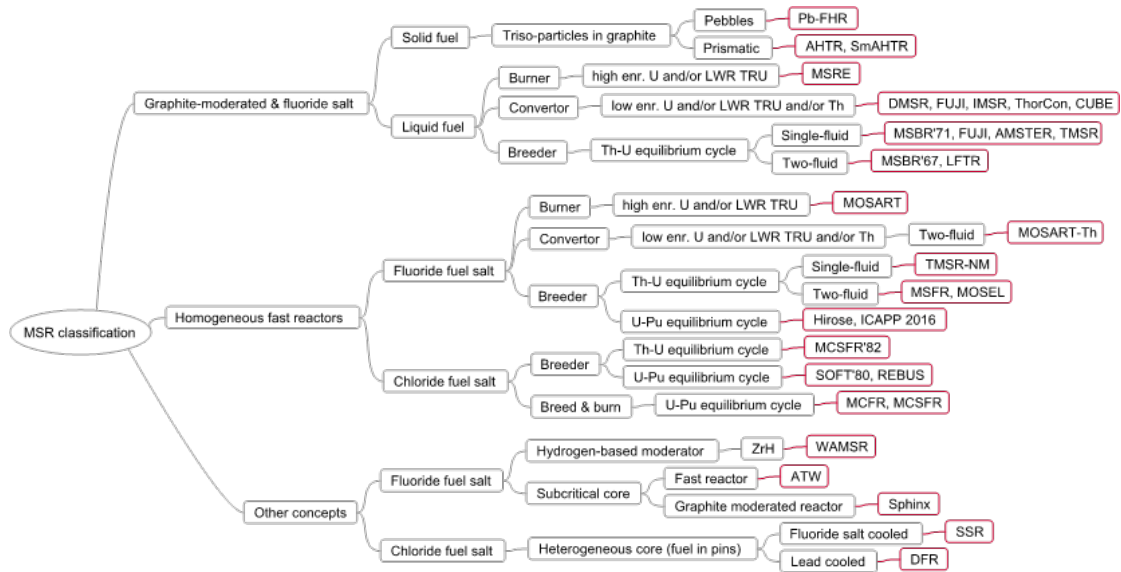 MSR classification
Graphite-moderated & fluoride salt
Solid fuel
Triso-particles in graphite
Pebbles
Pb-FHR
Prismatic
AHTR, SmAHTR
Liquid fuel
Burner
high enr. U and/or LWR TRU
MSRE
Convertor
low enr. U and/or LWR TRU and/or Th
DMSR, FUJI, IMSR, ThorCon, CUBE
Breeder
Th-U equilibrium cycle
Single-fluid
MSBR'71, FUJI, AMSTER, TMSR
Two-fluid
MSBR'67, LFTR
Homogeneous fast reactors
Fluoride fuel salt
Burner
high enr. U and/or LWR TRU
MOSART
Convertor
low enr. U and/or LWR TRU and/or Th
Two-fluid
MOSART-Th
Breeder
Th-U equilibrium cycle
Single-fluid
TMSR-NM
Two-fluid
MSFR, MOSEL
U-Pu equilibrium cycle
Hirose, ICAPP 2016
Chloride fuel salt
Breeder
Th-U equilibrium cycle
MCSFR'82
U-Pu equilibrium cycle
SOFT'80, REBUS
Breed & burn
U-Pu equilibrium cycle
MCFR, MCSFR
Other concepts
Fluoride fuel salt
Hydrogen-based moderator
ZrH
WAMSR
Subcritical core
Fast reactor
ATW
Graphite moderated reactor
Sphinx
Chloride fuel salt
Heterogeneous core (fuel in pins)
Fluoride salt cooled
SSR
Lead cooled
DFR